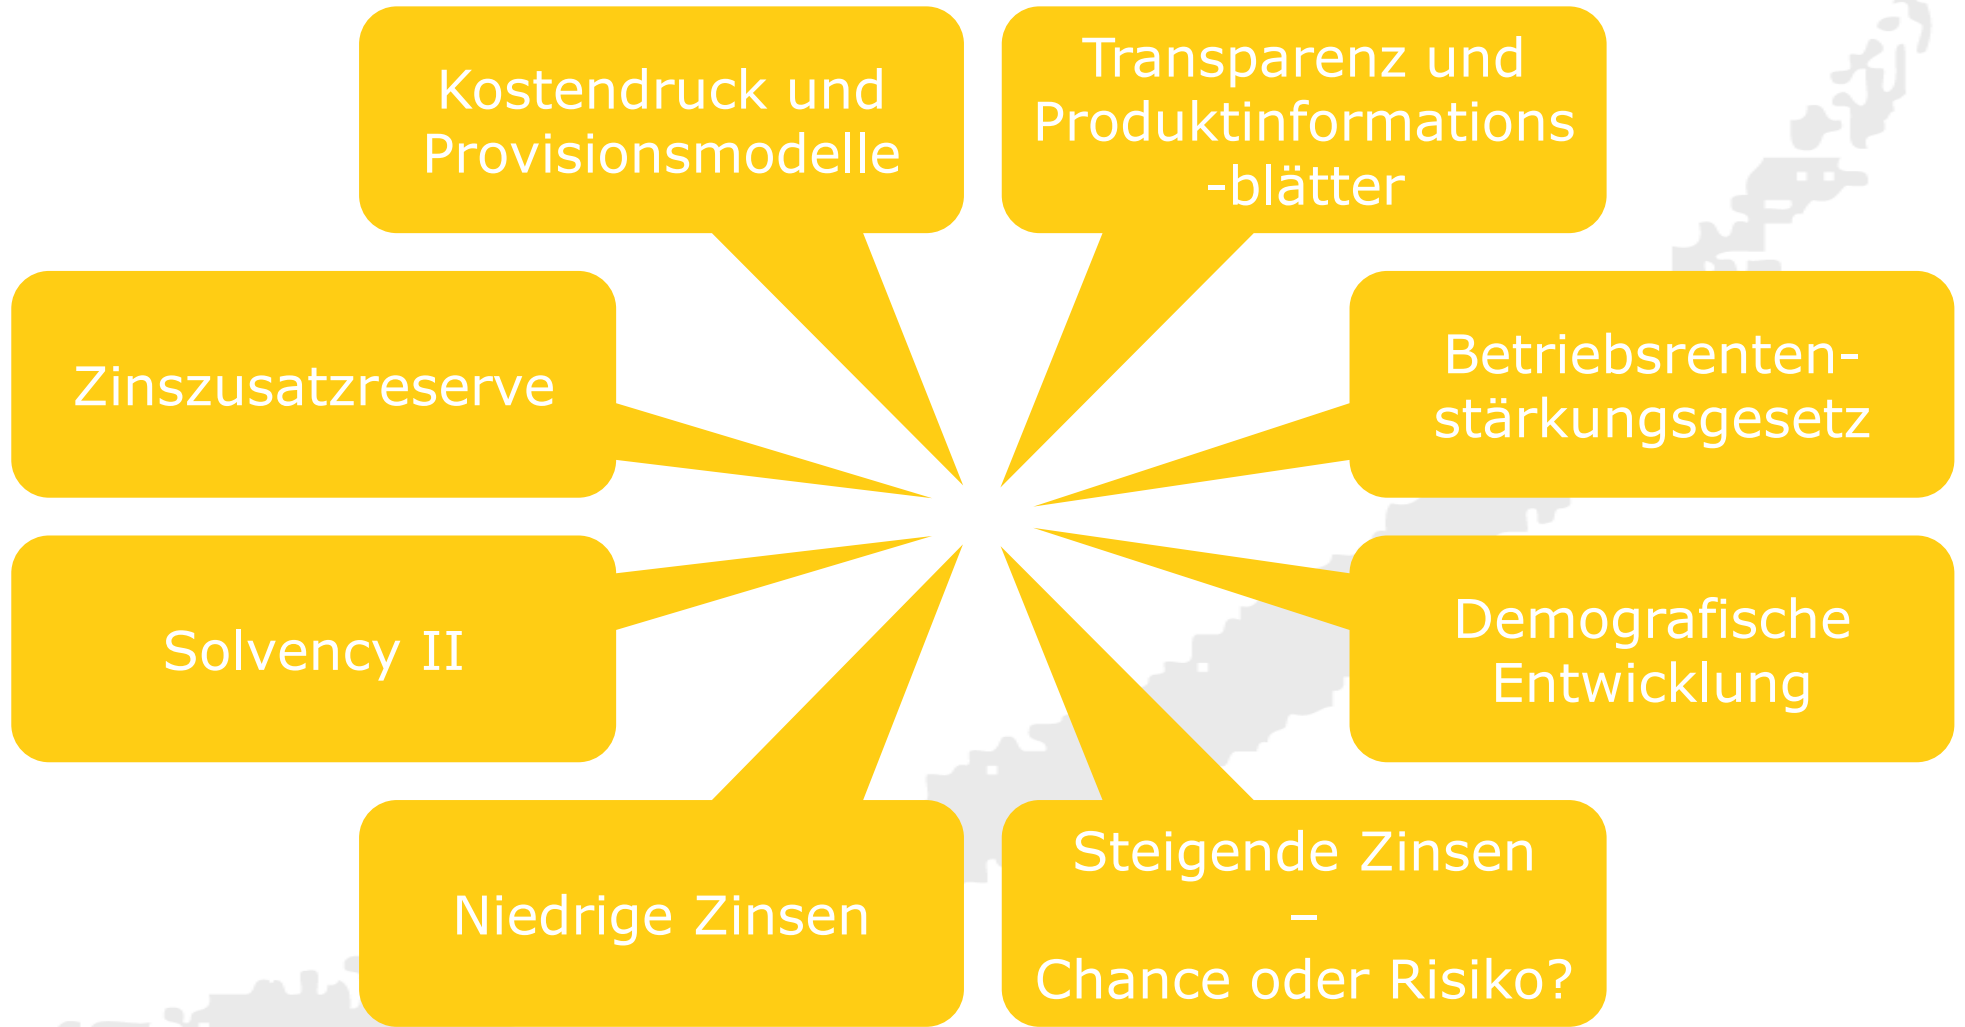 Kostendruck und
Provisionsmodelle
Transparenz und
Produktinformations
-blätter
Zinszusatzreserve
Betriebsrenten-
stärkungsgesetz
Solvency II
Demografische
Entwicklung
Niedrige Zinsen
Steigende Zinsen
–
Chance oder Risiko?